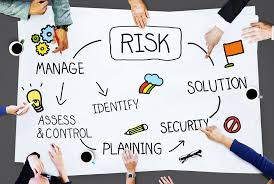 RISK
MANAGE
SOLUTION
IDENTIFY
ASSESS
& CONTROL
SECURITY
PLANNING